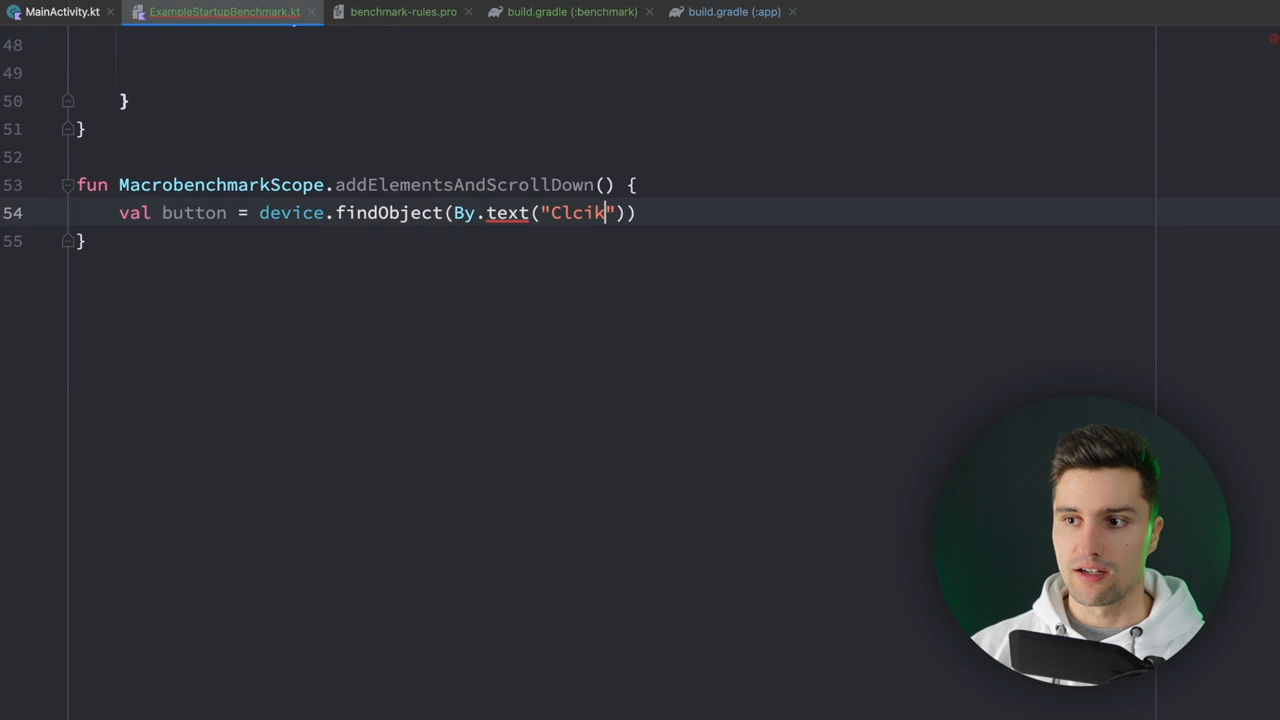 MainActivity.kt ExampleStartupBenchmark.kt benchmark-rules.pro build.gradle (:benchmark) build.gradle (:app)
48
49
50 }
51 }
52
53 fun MacrobenchmarkScope.addElementsAndScrollDown() {
54 val button = device.findObject(By.text("Clcik"))
55 }